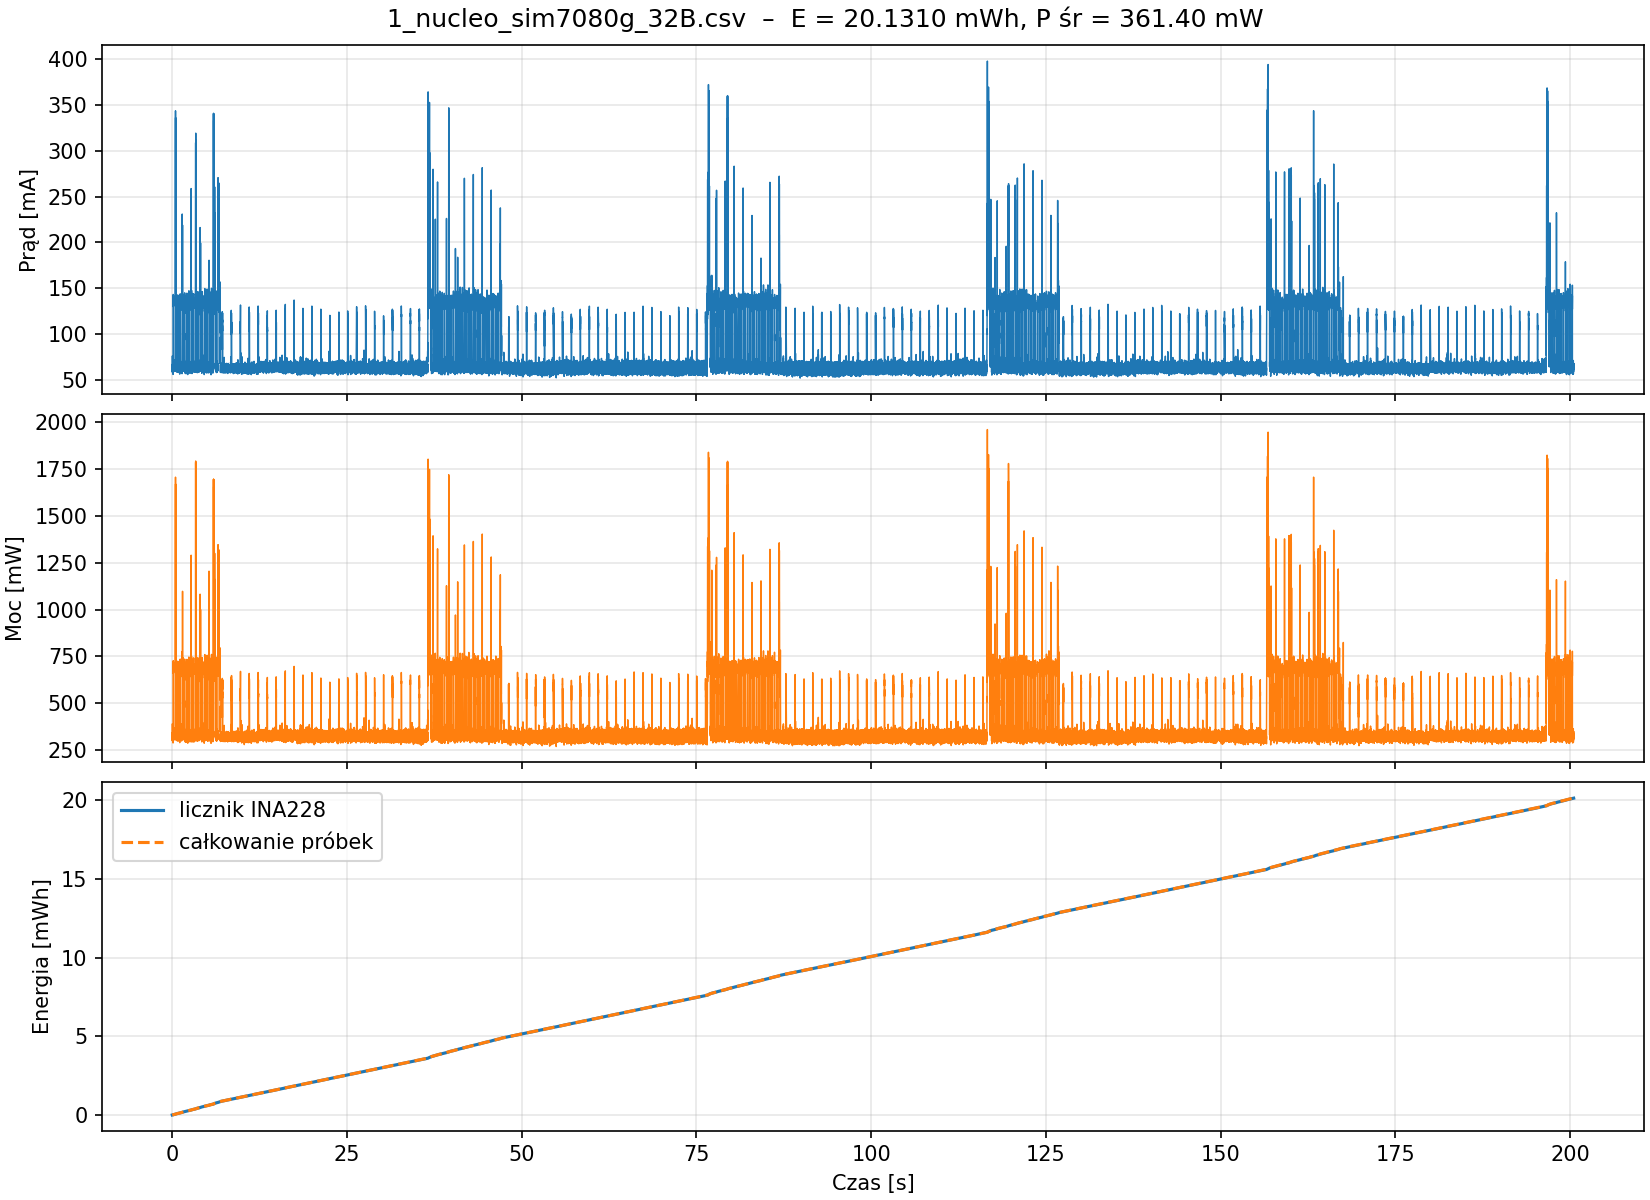 1_nucleo_sim7080g_32B.csv – E = 20.1310 mWh, P śr = 361.40 mW
Prąd [mA]
400
350
300
250
200
150
100
50
Moc [mW]
2000
1750
1500
1250
1000
750
500
250
Energia [mWh]
20
15
10
5
0
licznik INA228
całkowanie próbek
0 25 50 75 100 125 150 175 200
Czas [s]